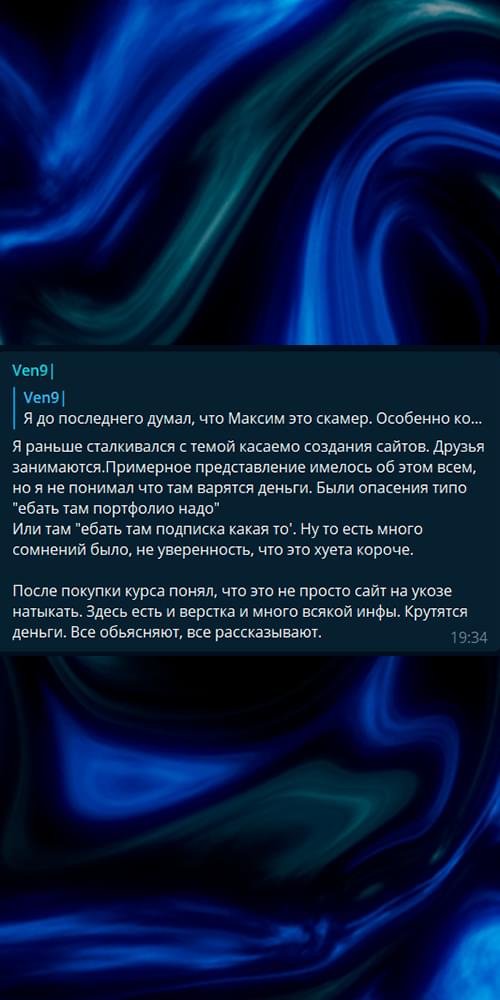 Ven9|
Ven9|
Я до последнего думал, что Максим это скамер. Особенно ко...
Я раньше сталкивался с темой касаемо создания сайтов. Друзья
занимаются.Примерное представление имелось об этом всем,
но я не понимал что там варятся деньги. Были опасения типо
"ебать там портфолио надо"
Или там "ебать там подписка какая то'. Ну то есть много
сомнений было, не уверенность, что это хуета короче.
После покупки курса понял, что это не просто сайт на укозе
натыкать. Здесь есть и верстка и много всякой инфы. Крутятся
деньги. Все обьясняют, все рассказывают.
19:34